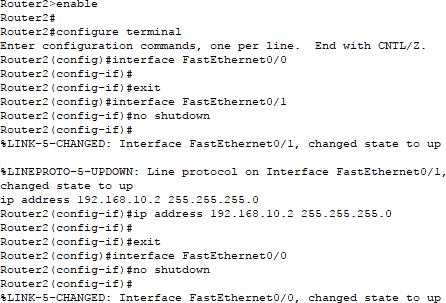 Router2>enable
Router2#
Router2#configure terminal
Enter configuration commands, one per line.  End with CNTL/Z.
Router2(config)#interface FastEthernet0/0
Router2(config-if)#
Router2(config-if)#exit
Router2(config)#interface FastEthernet0/1
Router2(config-if)#no shutdown
Router2(config-if)#
%LINK-5-CHANGED: Interface FastEthernet0/1, changed state to up

%LINEPROTO-5-UPDOWN: Line protocol on Interface FastEthernet0/1,
changed state to up
ip address 192.168.10.2 255.255.255.0
Router2(config-if)#ip address 192.168.10.2 255.255.255.0
Router2(config-if)#
Router2(config-if)#exit
Router2(config)#interface FastEthernet0/0
Router2(config-if)#no shutdown
Router2(config-if)#
%LINK-5-CHANGED: Interface FastEthernet0/0, changed state to up